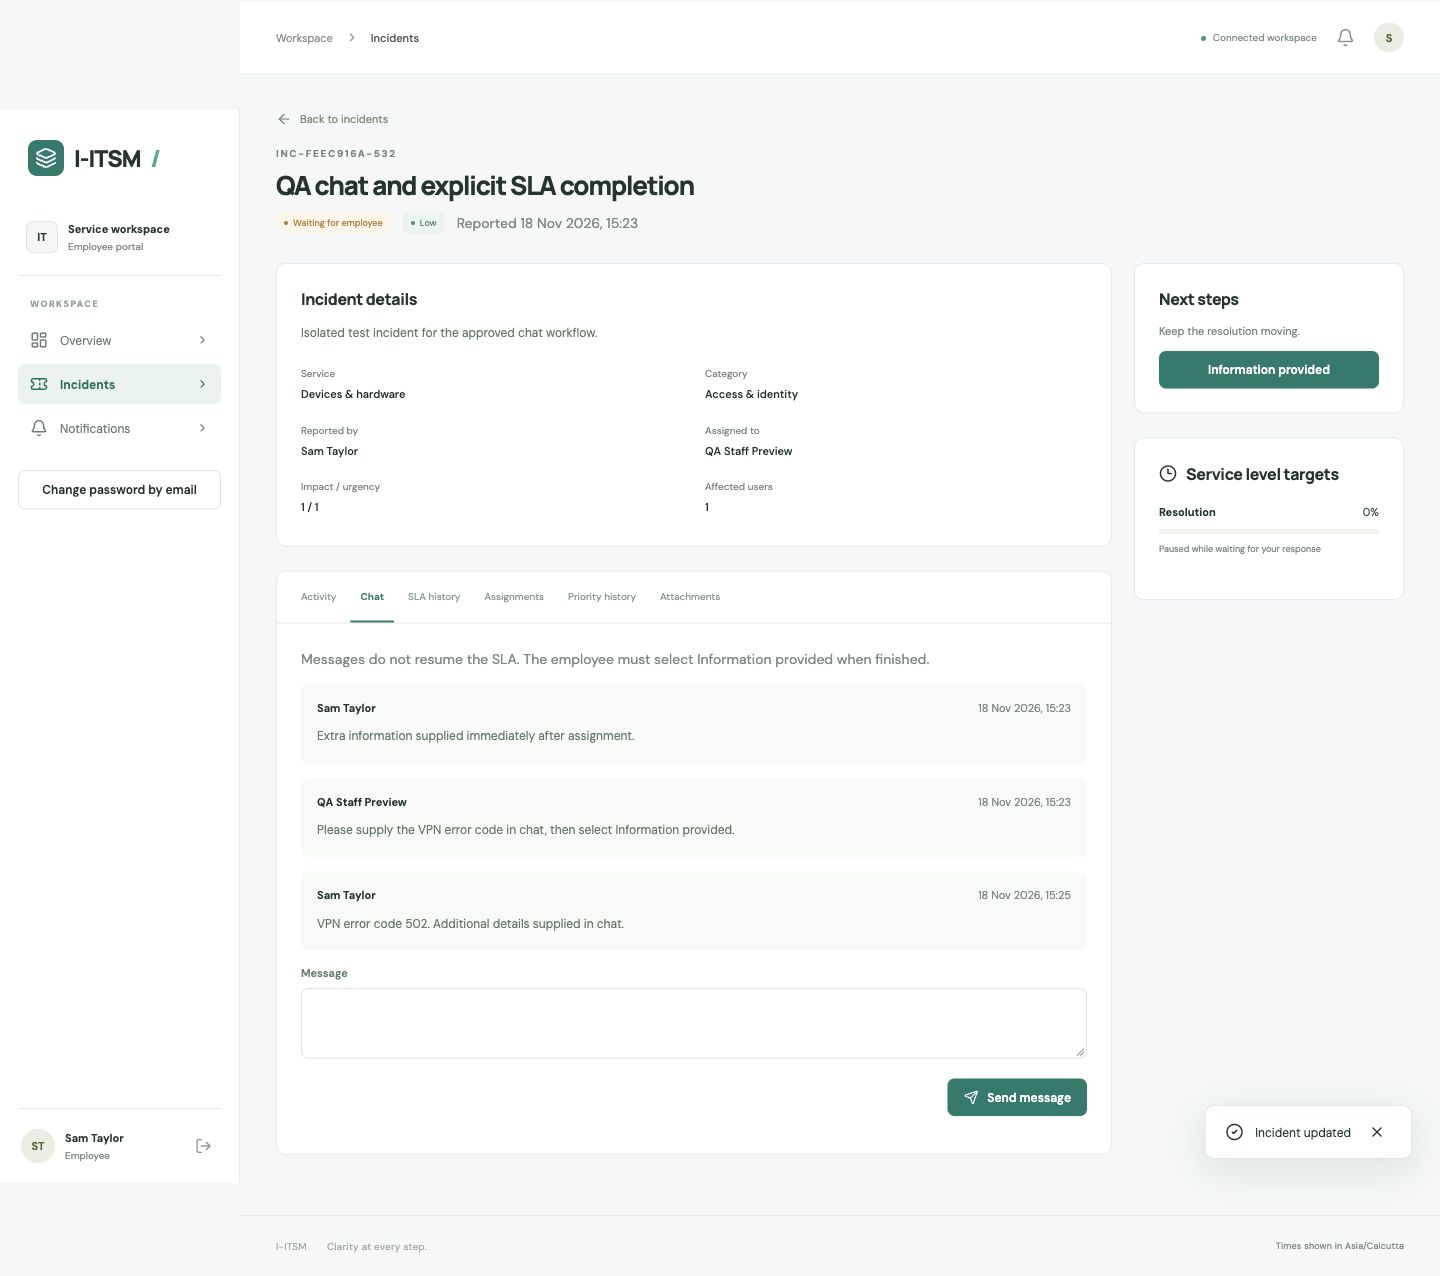 Workspace
Incidents
Connected workspace
S
I-ITSM /
IT
Service workspace
Employee portal
WORKSPACE
Overview
Incidents
Notifications
Change password by email
ST
Sam Taylor
Employee
Back to incidents
INC-FEEC916A-532
QA chat and explicit SLA completion
Waiting for employee
Low
Reported 18 Nov 2026, 15:23
Incident details
Isolated test incident for the approved chat workflow.
Service
Devices & hardware
Category
Access & identity
Reported by
Sam Taylor
Assigned to
QA Staff Preview
Impact / urgency
1 / 1
Affected users
1
Next steps
Keep the resolution moving.
Information provided
Service level targets
Resolution 0%
Paused while waiting for your response
Activity Chat SLA history Assignments Priority history Attachments
Messages do not resume the SLA. The employee must select Information provided when finished.
Sam Taylor 18 Nov 2026, 15:23
Extra information supplied immediately after assignment.
QA Staff Preview 18 Nov 2026, 15:23
Please supply the VPN error code in chat, then select Information provided.
Sam Taylor 18 Nov 2026, 15:25
VPN error code 502. Additional details supplied in chat.
Message
Send message
Incident updated
I-ITSM
Clarity at every step.
Times shown in Asia/Calcutta